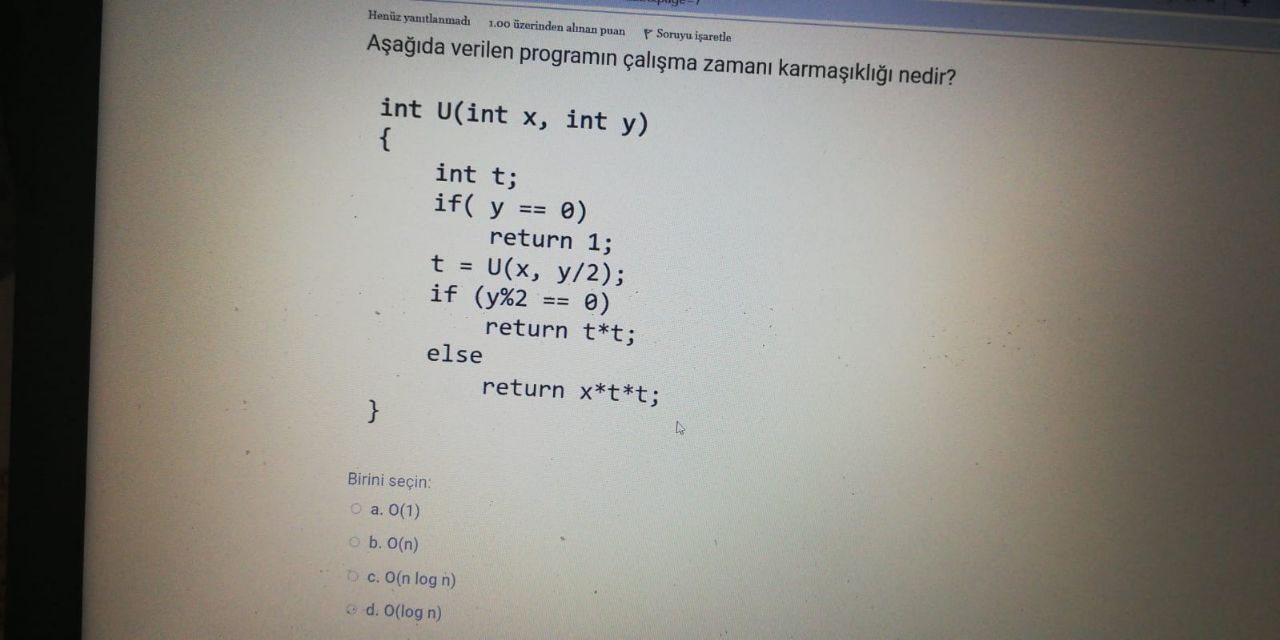 Henüz yanıtlanmadı 1.00 üzerinden alınan puan Soruyu işaretle
Aşağıda verilen programın çalışma zamanı karmaşıklığı nedir?
int U(int x, int y)
{
int t;
if( y == 0)
return 1;
t = U(x, y/2);
if (y%2 == 0)
return t*t;
else
return x*t*t;
}
Birini seçin:
a. O(1)
b. O(n)
c. O(n log n)
d. O(log n)